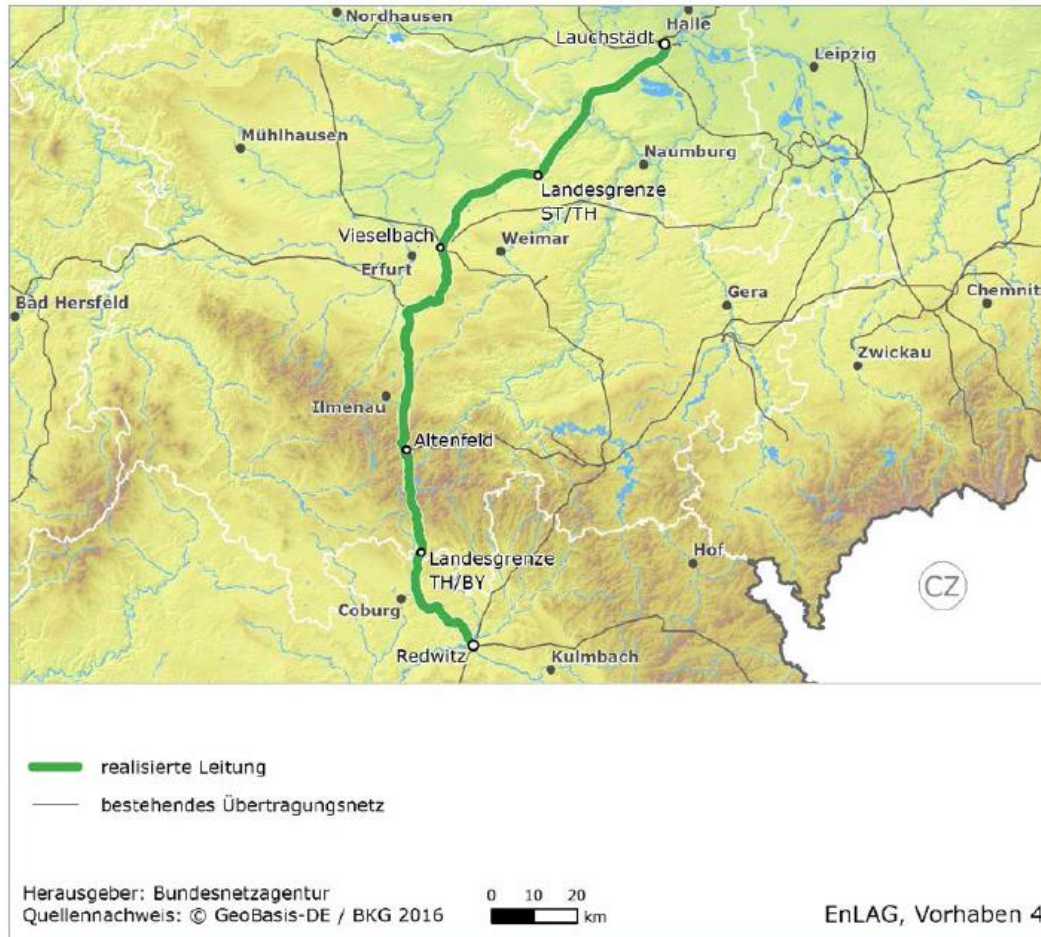 Nordhausen
Halle
Lauchstädt
Leipzig
Mühlhausen
Naumburg
Landesgrenze
ST/TH
Vieselbach
Weimar
Erfurt
Bad Hersfeld
Gera
Chemnitz
Zwickau
Ilmenau
Altenfeld
Landesgrenze
TH/BY
Hof
CZ
Coburg
Redwitz
Kulmbach
realisierte Leitung
bestehendes Übertragungsnetz
Herausgeber: Bundesnetzagentur
Quellennachweis: © GeoBasis-DE / BKG 2016
0 10 20
km
EnLAG, Vorhaben 4